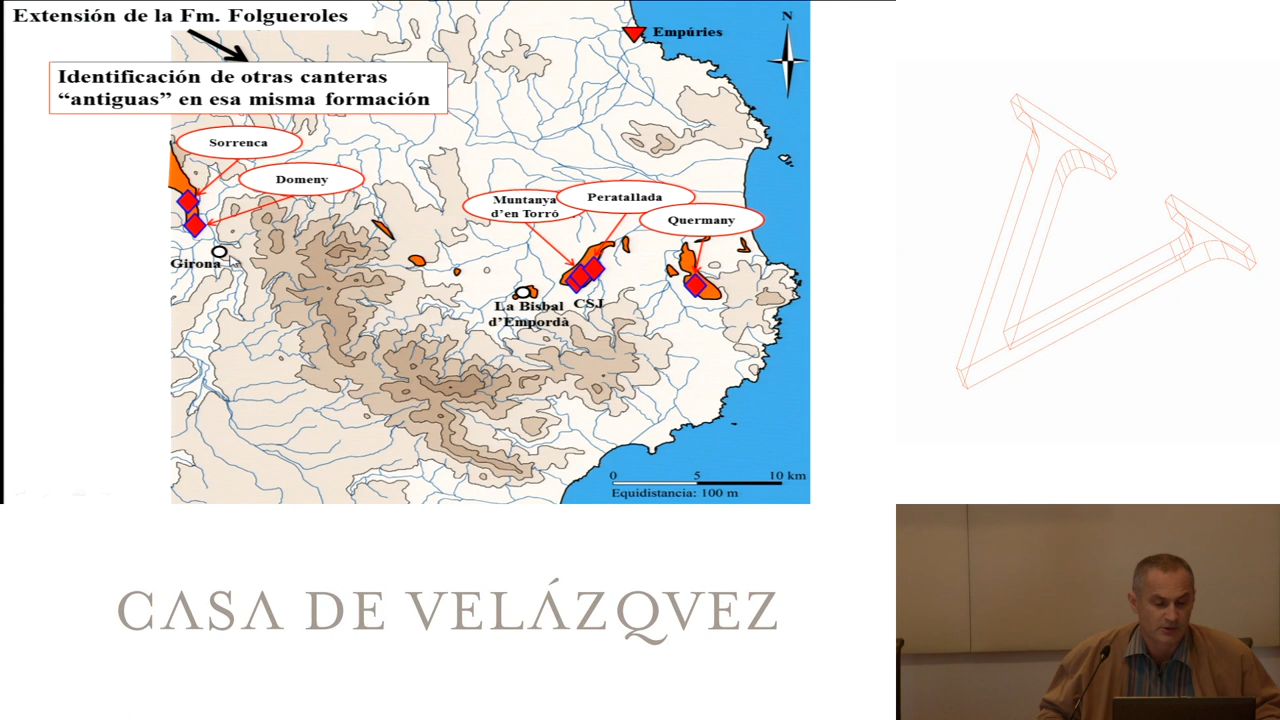 Extensión de la Fm. Folgueroles
Identificación de otras canteras
“antiguas” en esa misma formación
N
Empúries
Sorrenca
Domeny
Muntanya
d’en Torró
Peratallada
Quermany
Girona
La Bisbal
d’Empordà
CSJ
0 5 10 km
Equidistancia: 100 m
CΛSΛ DE VELÁZQVEZ